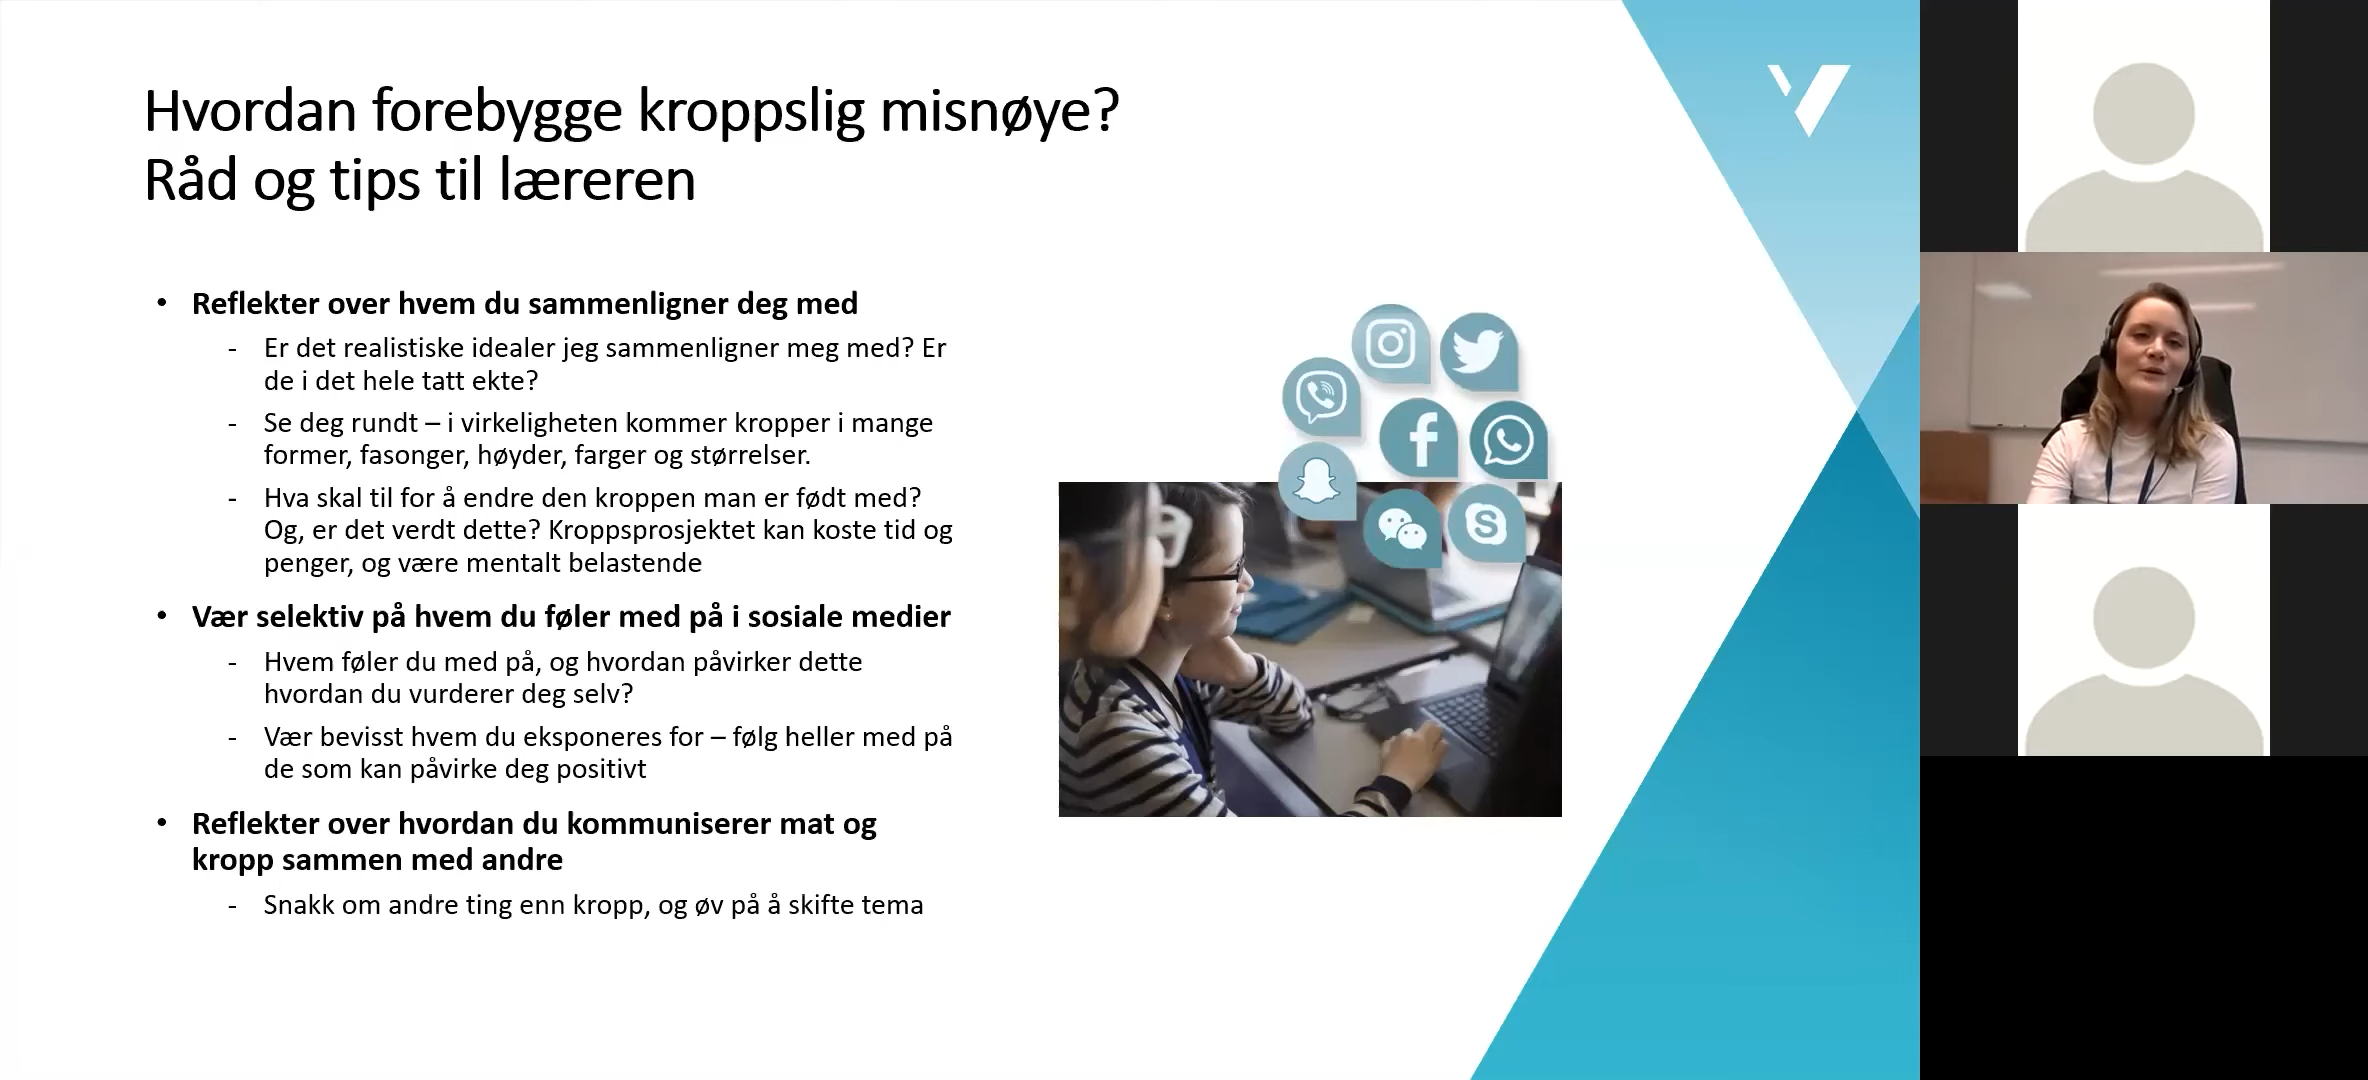 Hvordan forebygge kroppslig misnøye?
Råd og tips til læreren
• Reflekter over hvem du sammenligner deg med
- Er det realistiske idealer jeg sammenligner meg med? Er
de i det hele tatt ekte?
- Se deg rundt – i virkeligheten kommer kropper i mange
former, fasonger, høyder, farger og størrelser.
- Hva skal til for å endre den kroppen man er født med?
Og, er det verdt dette? Kroppsprosjektet kan koste tid og
penger, og være mentalt belastende
• Vær selektiv på hvem du føler med på i sosiale medier
- Hvem føler du med på, og hvordan påvirker dette
hvordan du vurderer deg selv?
- Vær bevisst hvem du eksponeres for – følg heller med på
de som kan påvirke deg positivt
• Reflekter over hvordan du kommuniserer mat og
kropp sammen med andre
- Snakk om andre ting enn kropp, og øv på å skifte tema